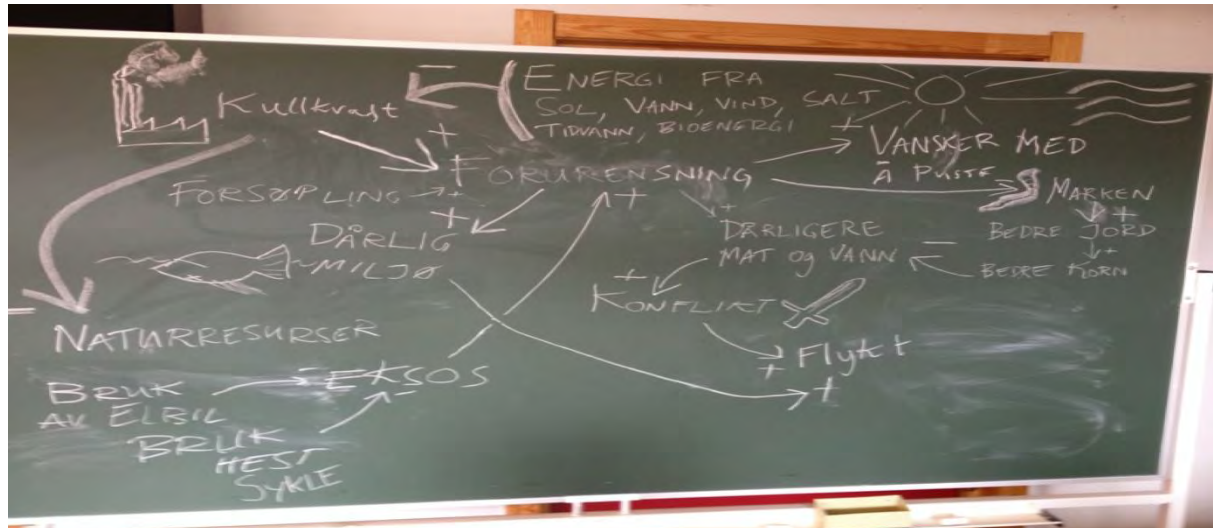 Kullkraft
ENERGI FRA
SOL, VANN, VIND, SALT
TIDVANN, BIOENERGI
−
+
FORURENSNING
+
VANSKER MED
Å PUSTE
FORSØPLING +
+
DÅRLIG
MILJØ
+
+
DÅRLIGERE
MAT og VANN
−
MARKEN
+
BEDRE JORD
+
BEDRE KORN
+
KONFLIKT
+ Flykt
+
−
NATURRESURSER
BRUK
AV ELBIL
− EKSOS
−
BRUK
HEST
SYKLE